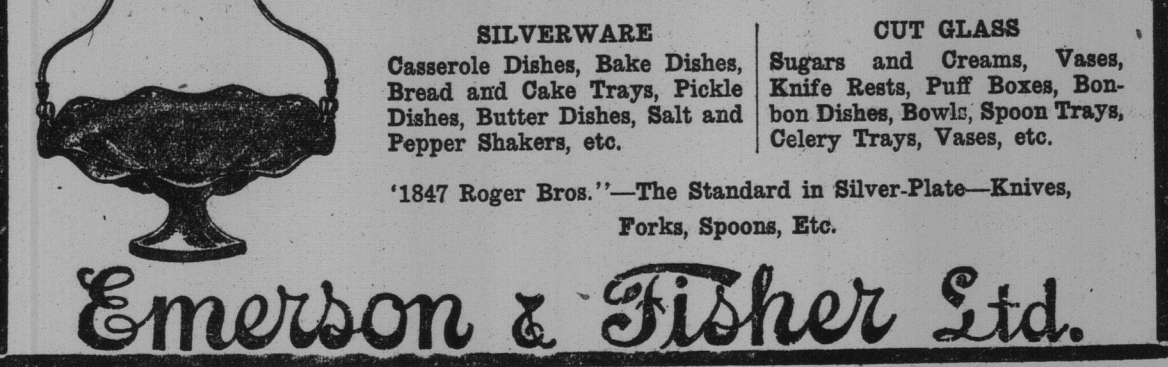 SILVERWARE
Casserole Dishes, Bake Dishes,
Bread and Cake Trays, Pickle
Dishes, Butter Dishes, Salt and
Pepper Shakers, etc.
CUT GLASS
Sugars and Creams, Vases,
Knife Rests, Puff Boxes, Bon-
bon Dishes, Bowls, Spoon Trays,
Celery Trays, Vases, etc.
'1847 Roger Bros."—The Standard in Silver-Plate—Knives,
Forks, Spoons, Etc.
Emerson & Fisher Ltd.